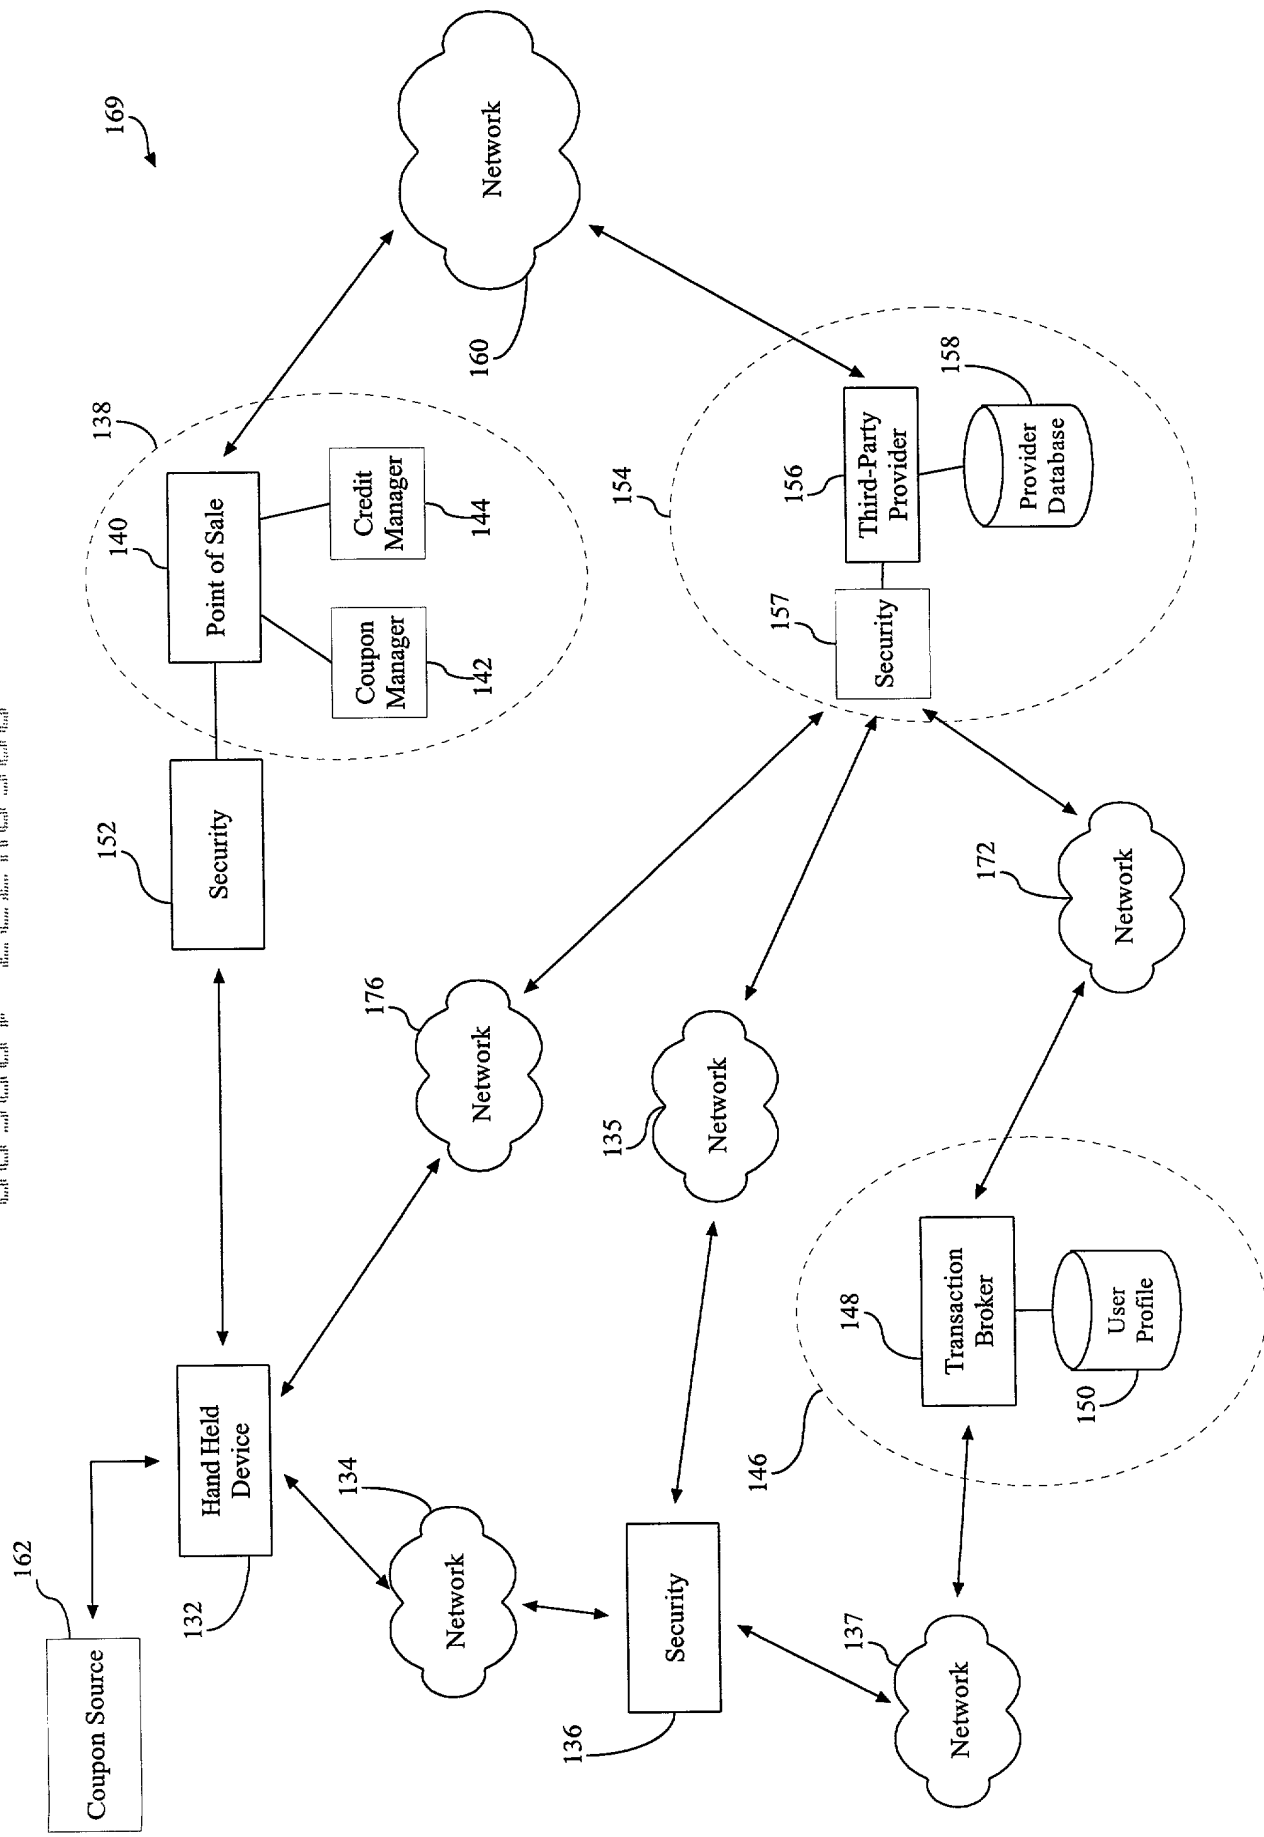 162
Coupon Source
152
140
138
169
132
Hand Held
Device
Security
Point of Sale
Coupon
Manager
Credit
Manager
134
176
142
144
160
Network
Network
Network
136
135
Security
Network
154
146
157
156
148
137
Security
Third-Party
Provider
158
Network
Transaction
Broker
172
Provider
Database
150
User
Profile
Network